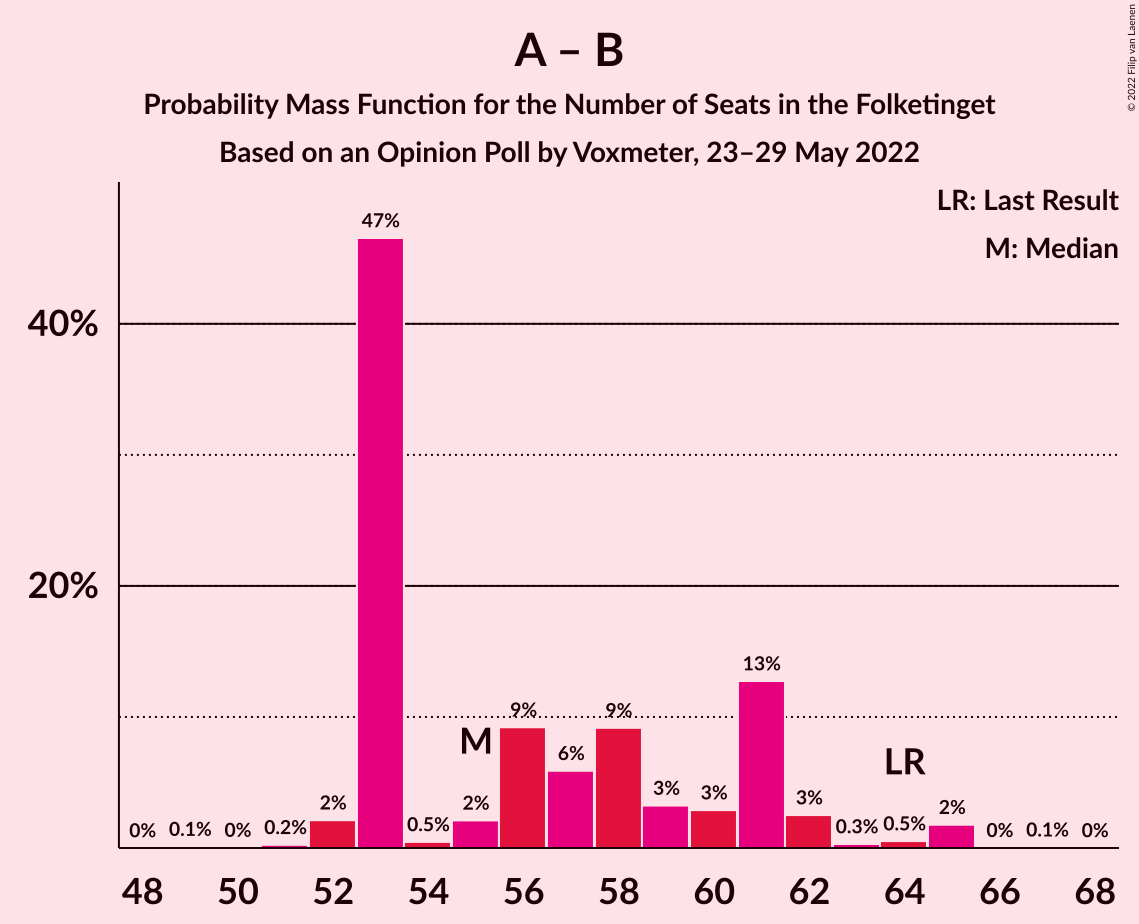 A – B
Probability Mass Function for the Number of Seats in the Folketinget
Based on an Opinion Poll by Voxmeter, 23–29 May 2022
© 2022 Filip van Laenen
LR: Last Result
M: Median
40%
20%
0%
0.1%
0%
0.2%
2%
47%
0.5%
2%
M
9%
6%
9%
3%
3%
13%
3%
0.3%
0.5%
LR
2%
0%
0.1%
0%
48 50 52 54 56 58 60 62 64 66 68